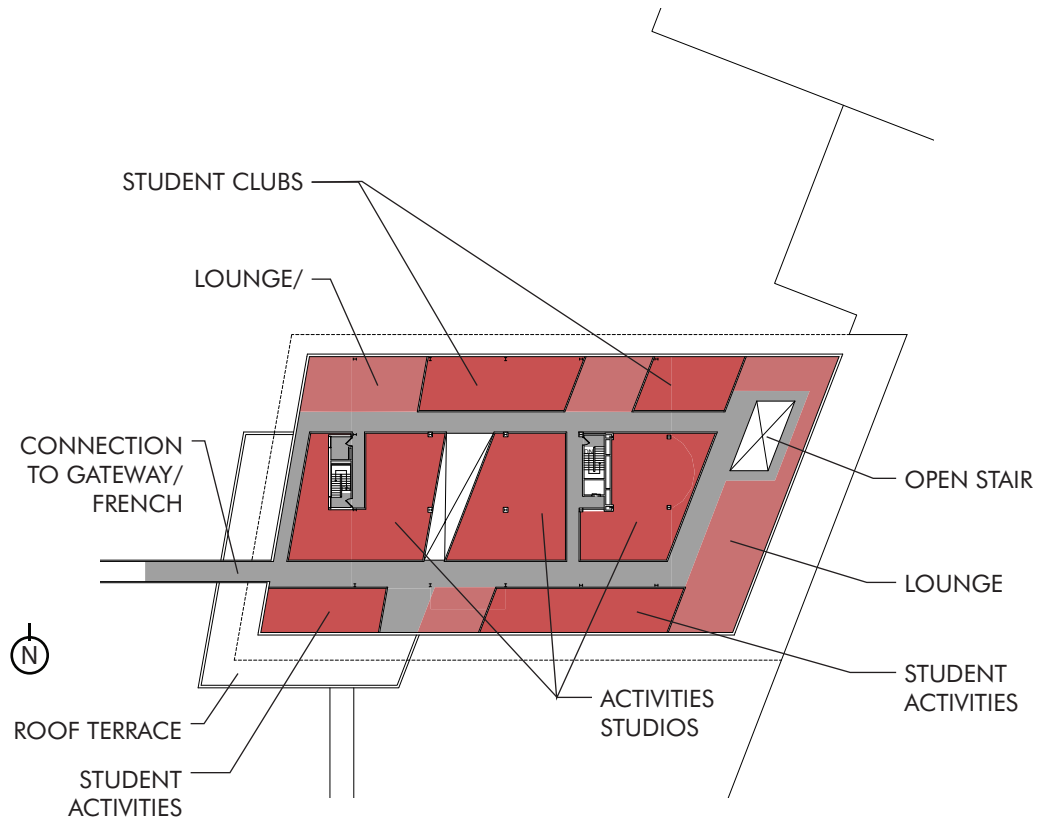 STUDENT CLUBS
LOUNGE/
CONNECTION
TO GATEWAY/
FRENCH
OPEN STAIR
LOUNGE
N
STUDENT
ACTIVITIES
ACTIVITIES
STUDIOS
ROOF TERRACE
STUDENT
ACTIVITIES